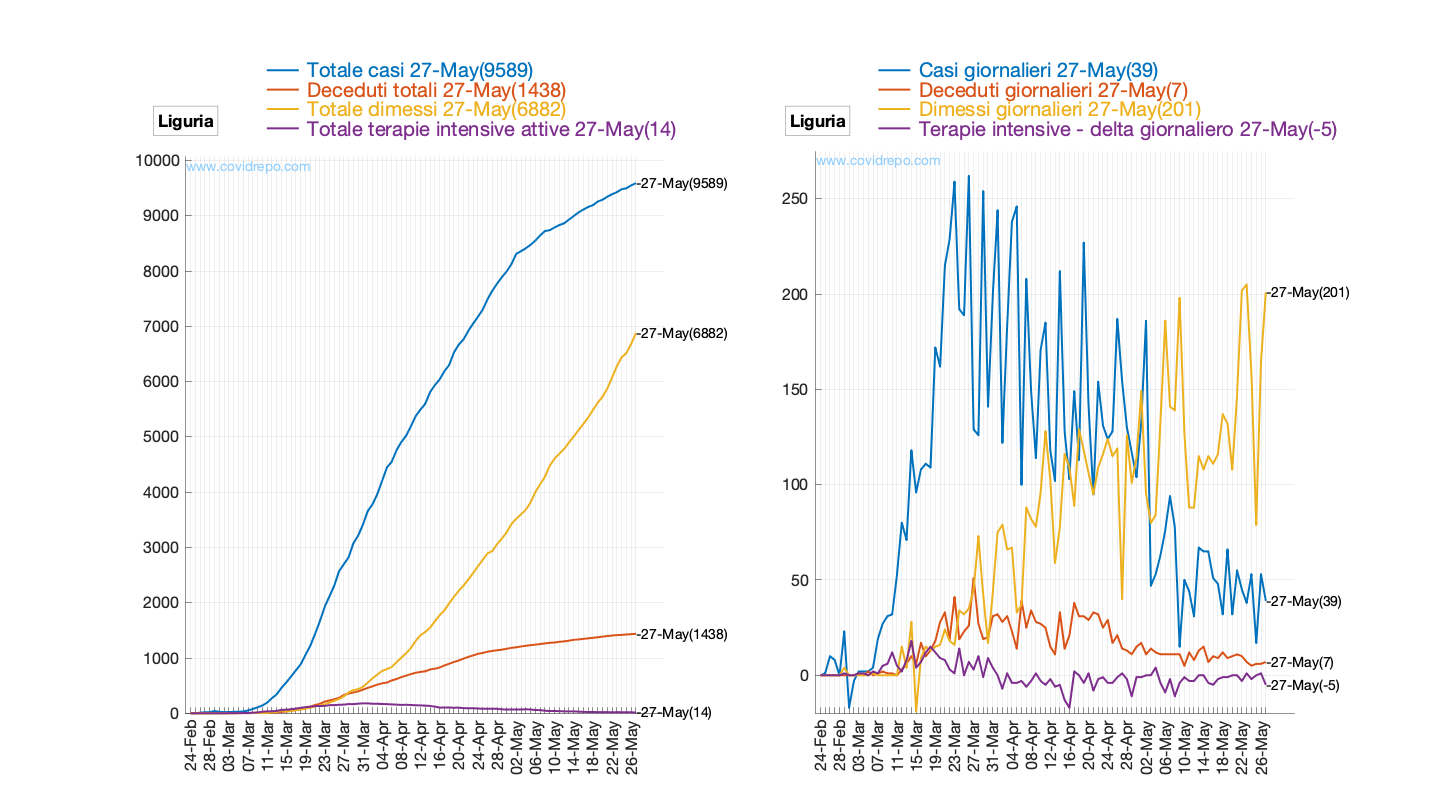 Totale casi 27-May(9589)
Deceduti totali 27-May(1438)
Totale dimessi 27-May(6882)
Totale terapie intensive attive 27-May(14)
Liguria
www.covidrepo.com
10000
9000
8000
7000
6000
5000
4000
3000
2000
1000
0
-27-May(9589)
-27-May(6882)
-27-May(1438)
-27-May(14)
24-Feb
28-Feb
03-Mar
07-Mar
11-Mar
15-Mar
19-Mar
23-Mar
27-Mar
31-Mar
04-Apr
08-Apr
12-Apr
16-Apr
20-Apr
24-Apr
28-Apr
02-May
06-May
10-May
14-May
18-May
22-May
26-May
Casi giornalieri 27-May(39)
Deceduti giornalieri 27-May(7)
Dimessi giornalieri 27-May(201)
Terapie intensive - delta giornaliero 27-May(-5)
Liguria
www.covidrepo.com
250
200
150
100
50
0
-27-May(201)
-27-May(39)
-27-May(7)
-27-May(-5)
24-Feb
28-Feb
03-Mar
07-Mar
11-Mar
15-Mar
19-Mar
23-Mar
27-Mar
31-Mar
04-Apr
08-Apr
12-Apr
16-Apr
20-Apr
24-Apr
28-Apr
02-May
06-May
10-May
14-May
18-May
22-May
26-May